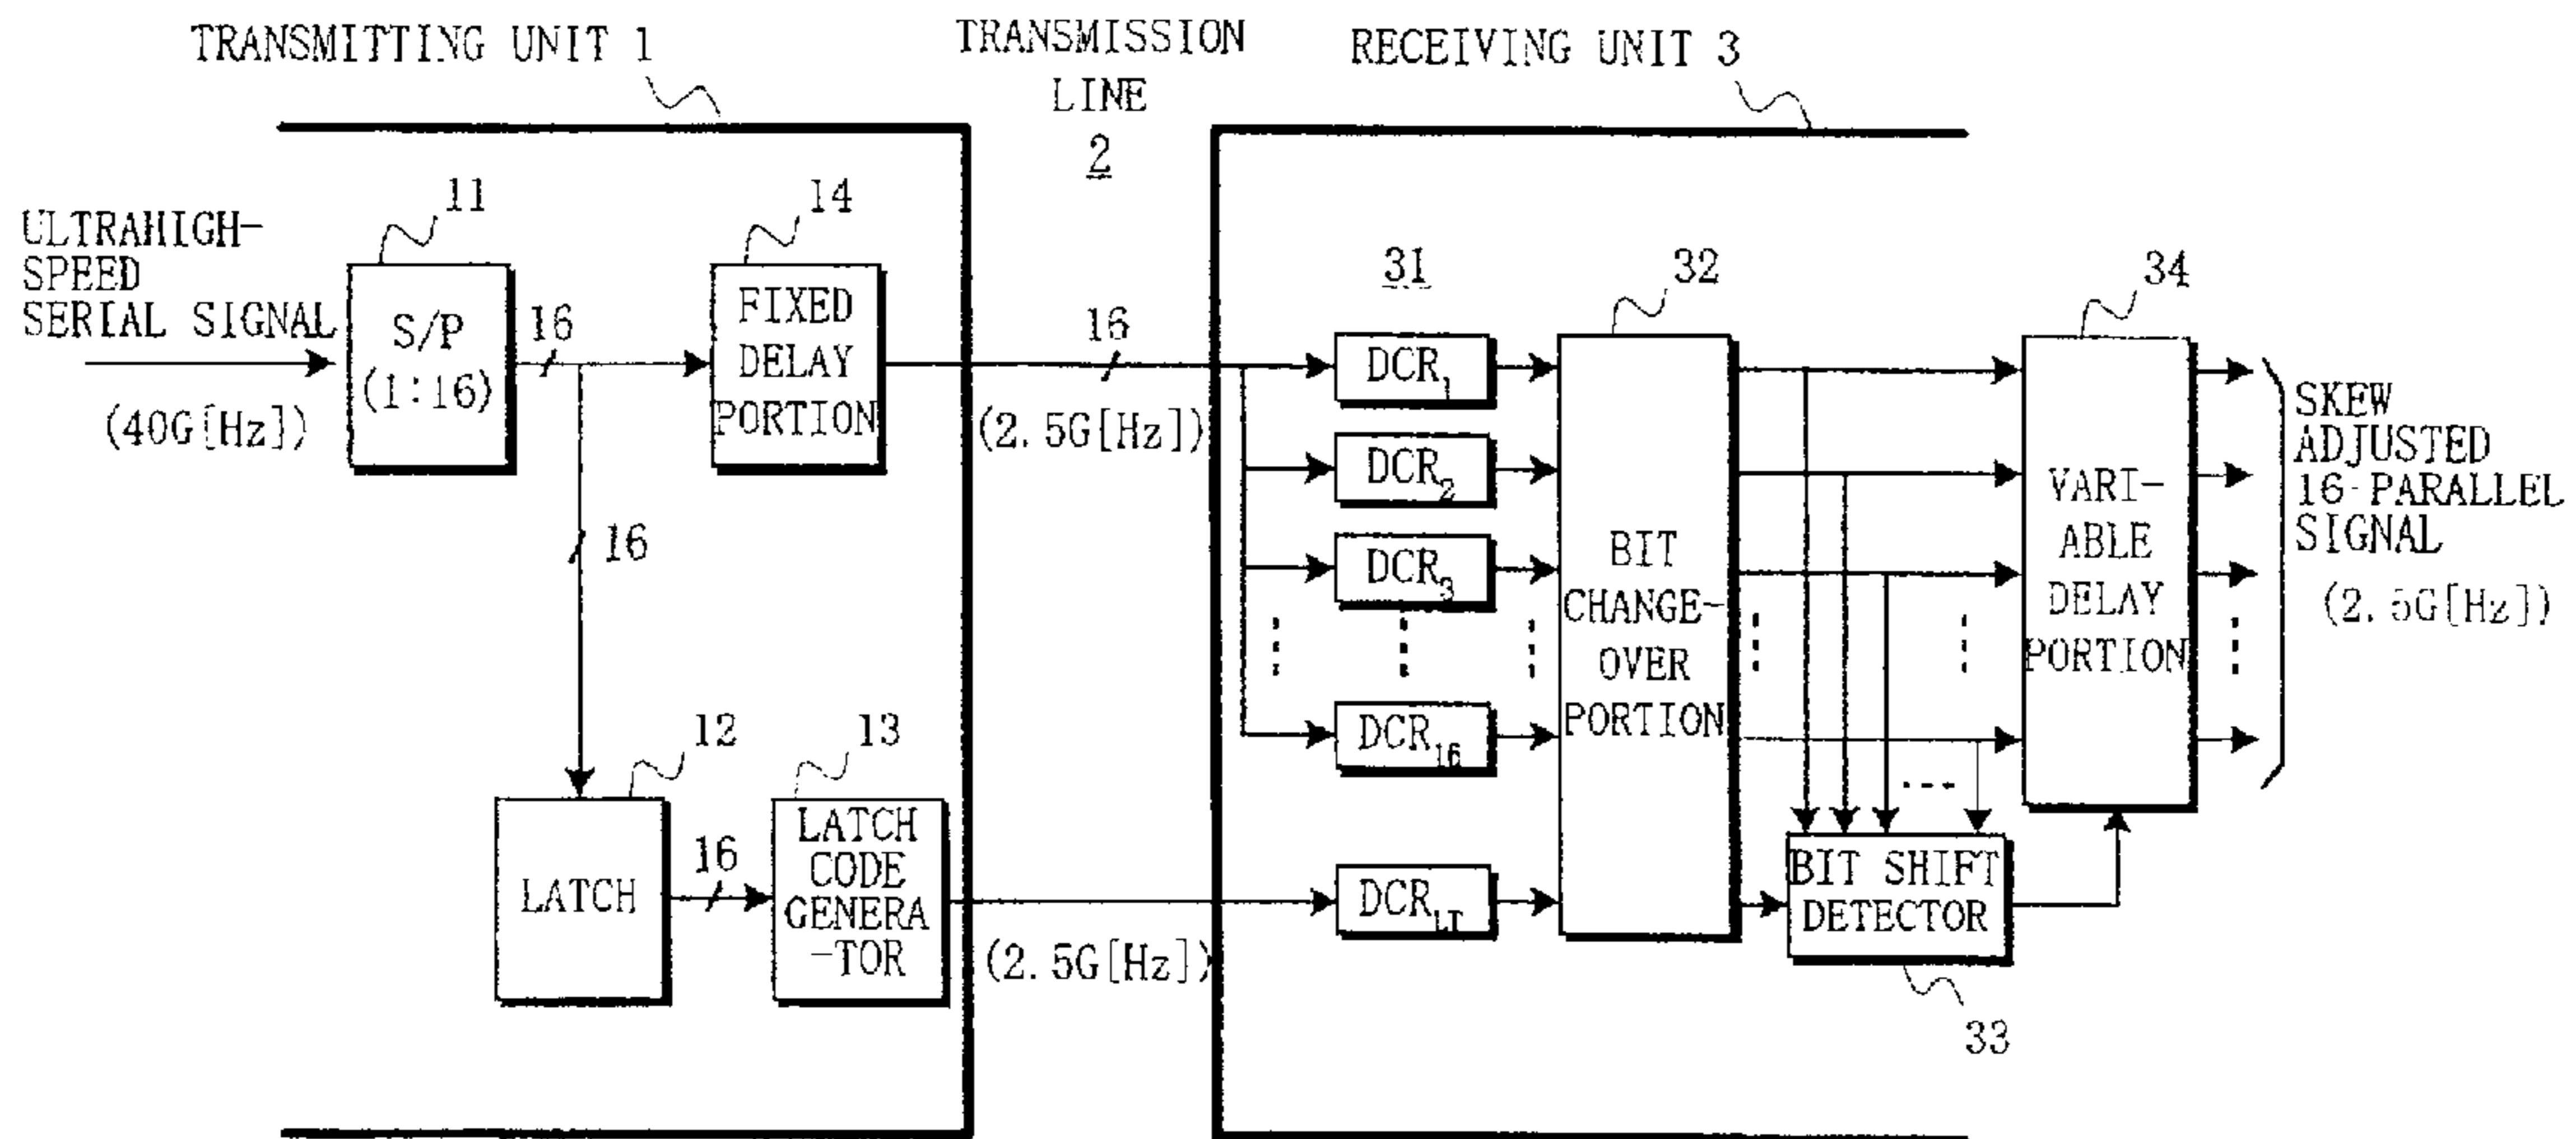 TRANSMITTING UNIT 1
TRANSMISSION
LINE
2
RECEIVING UNIT 3
ULTRAHIGH-
SPEED
SERIAL SIGNAL
(40G[Hz])
11
S/P
(1:16)
16
14
FIXED
DELAY
PORTION
16
(2.5G[Hz])
16
12
LATCH
16
13
LATCH
CODE
GENERA
-TOR
(2.5G[Hz])
31
DCR1
DCR2
DCR3
DCR16
DCRLT
32
BIT
CHANGE-
OVER
PORTION
BIT SHIFT
DETECTOR
33
34
VARI-
ABLE
DELAY
PORTION
SKEW
ADJUSTED
16-PARALLEL
SIGNAL
(2.5G[Hz])